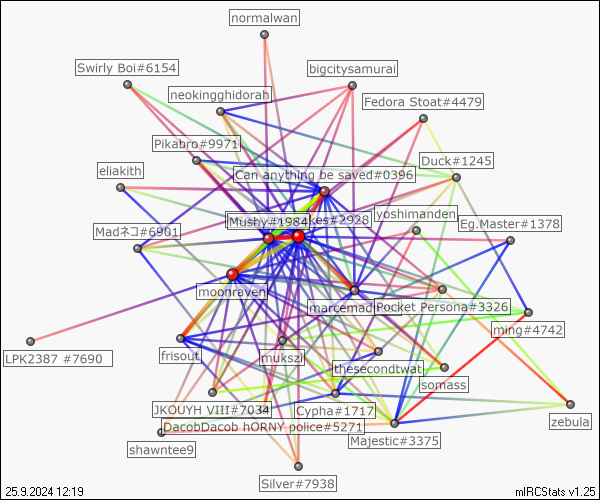 normalwan
Swirly Boi#6154
bigcitysamurai
neokingghidorah
Fedora Stoat#4479
Pikabro#9971
Duck#1245
eliakith
Can anything be saved#0396
Mushy#1984
kes#2928
yoshimanden
Eg.Master#1378
Madネコ#6901
moonraven
marcemad
Pocket Persona#3326
ming#4742
LPK2387 #7690
frisout
mukszi
thesecondtwat
somass
JKOUYH VIII#7034
Cypha#1717
zebula
DacobDacob hORNY police#5271
Majestic#3375
shawntee9
Silver#7938
25.9.2024 12:19
mIRCStats v1.25